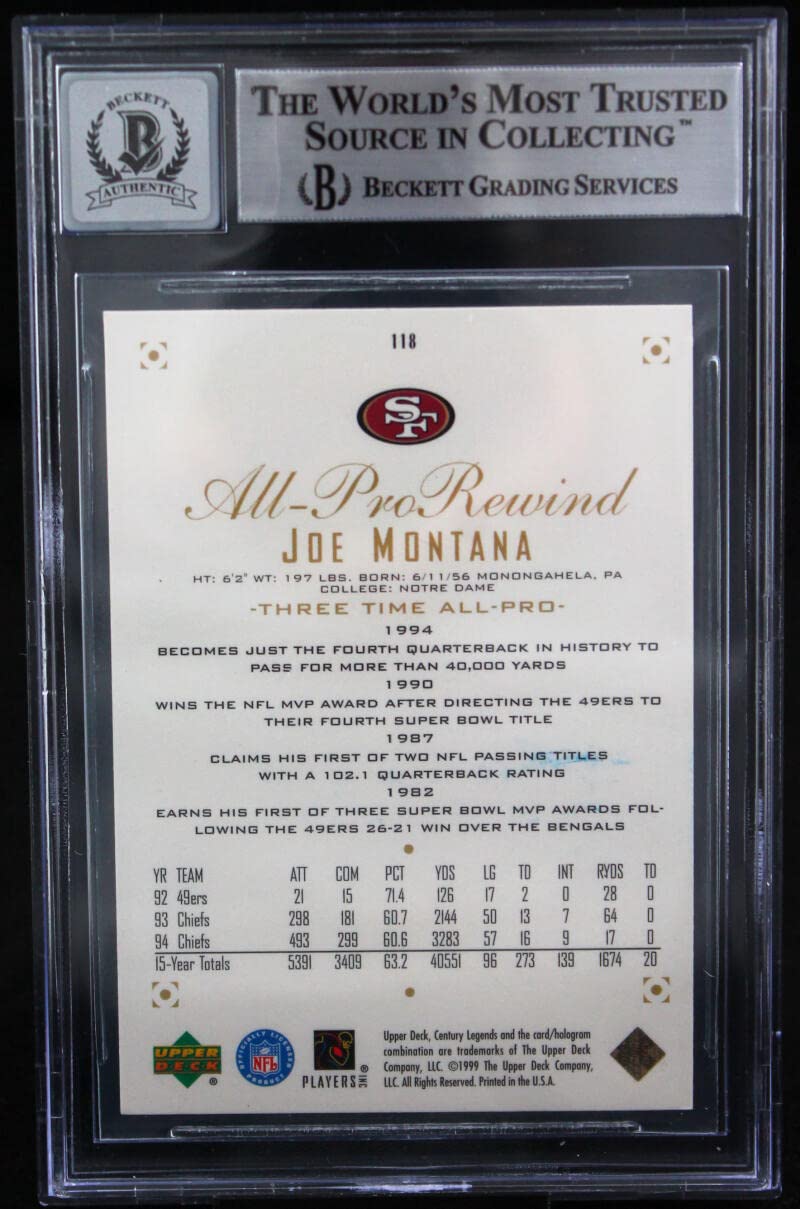 BECKETT
B
AUTHENTIC
THE WORLD'S MOST TRUSTED
SOURCE IN COLLECTING™
B BECKETT GRADING SERVICES
118
SF
All-Pro Rewind
JOE MONTANA
HT: 6'2" WT: 197 LBS. BORN: 6/11/56 MONONGAHELA, PA
COLLEGE: NOTRE DAME
-THREE TIME ALL-PRO-
1994
BECOMES JUST THE FOURTH QUARTERBACK IN HISTORY TO
PASS FOR MORE THAN 40,000 YARDS
1990
WINS THE NFL MVP AWARD AFTER DIRECTING THE 49ERS TO
THEIR FOURTH SUPER BOWL TITLE
1987
CLAIMS HIS FIRST OF TWO NFL PASSING TITLES
WITH A 102.1 QUARTERBACK RATING
1982
EARNS HIS FIRST OF THREE SUPER BOWL MVP AWARDS FOL-
LOWING THE 49ERS 26-21 WIN OVER THE BENGALS
YR TEAM ATT COM PCT YDS LG TD INT RYDS TD
92 49ers 21 15 71.4 126 17 2 0 28 0
93 Chiefs 298 181 60.7 2144 50 13 7 64 0
94 Chiefs 493 299 60.6 3283 57 16 9 17 0
15-Year Totals 5391 3409 63.2 40551 96 273 139 1674 20
UPPER DECK ®
OFFICIALLY LICENSED NFL PRODUCT
PLAYERS INC ®
Upper Deck, Century Legends and the card/hologram
combination are trademarks of The Upper Deck
Company, LLC. ©1999 The Upper Deck Company,
LLC. All Rights Reserved. Printed in the U.S.A.